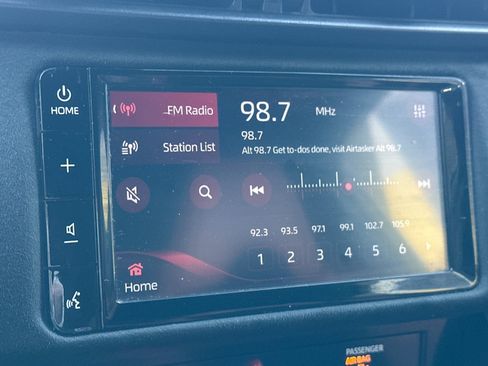 HOME
FM Radio
98.7 MHz
98.7
Alt 98.7 Get to-dos done, visit Airtasker Alt 98.7
Station List
92.3 93.5 97.1 99.1 102.7 105.9
1 2 3 4 5 6
Home
PASSENGER
AIRBAG